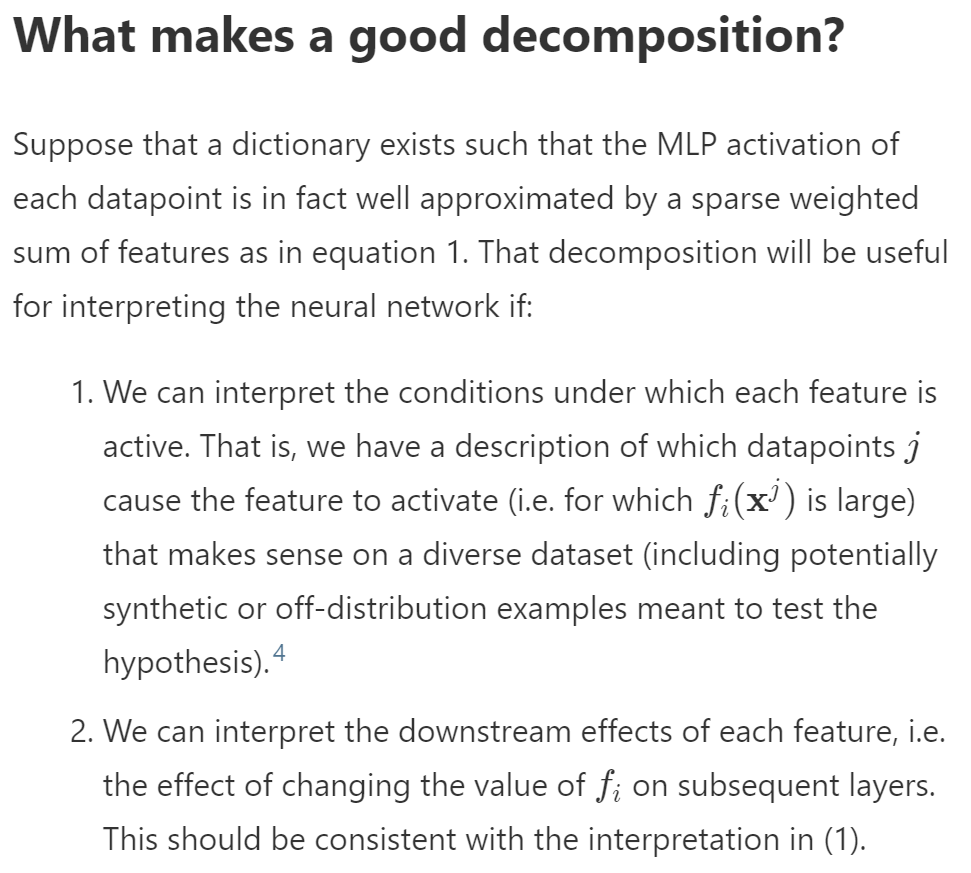 What makes a good decomposition?
Suppose that a dictionary exists such that the MLP activation of
each datapoint is in fact well approximated by a sparse weighted
sum of features as in equation 1. That decomposition will be useful
for interpreting the neural network if:
1. We can interpret the conditions under which each feature is
active. That is, we have a description of which datapoints j
cause the feature to activate (i.e. for which fᵢ(𝐱ʲ) is large)
that makes sense on a diverse dataset (including potentially
synthetic or off-distribution examples meant to test the
hypothesis).⁴
2. We can interpret the downstream effects of each feature, i.e.
the effect of changing the value of fᵢ on subsequent layers.
This should be consistent with the interpretation in (1).